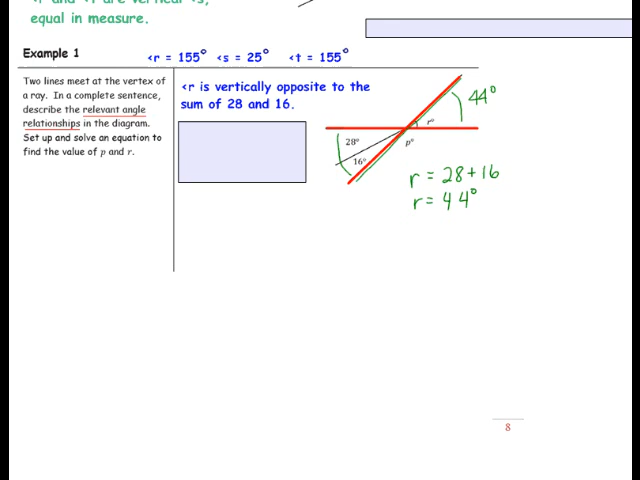 equal in measure.
Example 1
<r = 155° <s = 25° <t = 155°
Two lines meet at the vertex of
a ray. In a complete sentence,
describe the relevant angle
relationships in the diagram.
Set up and solve an equation to
find the value of p and r.
<r is vertically opposite to the
sum of 28 and 16.
44°
r°
28°
p°
16°
r = 28 + 16
r = 44°
8